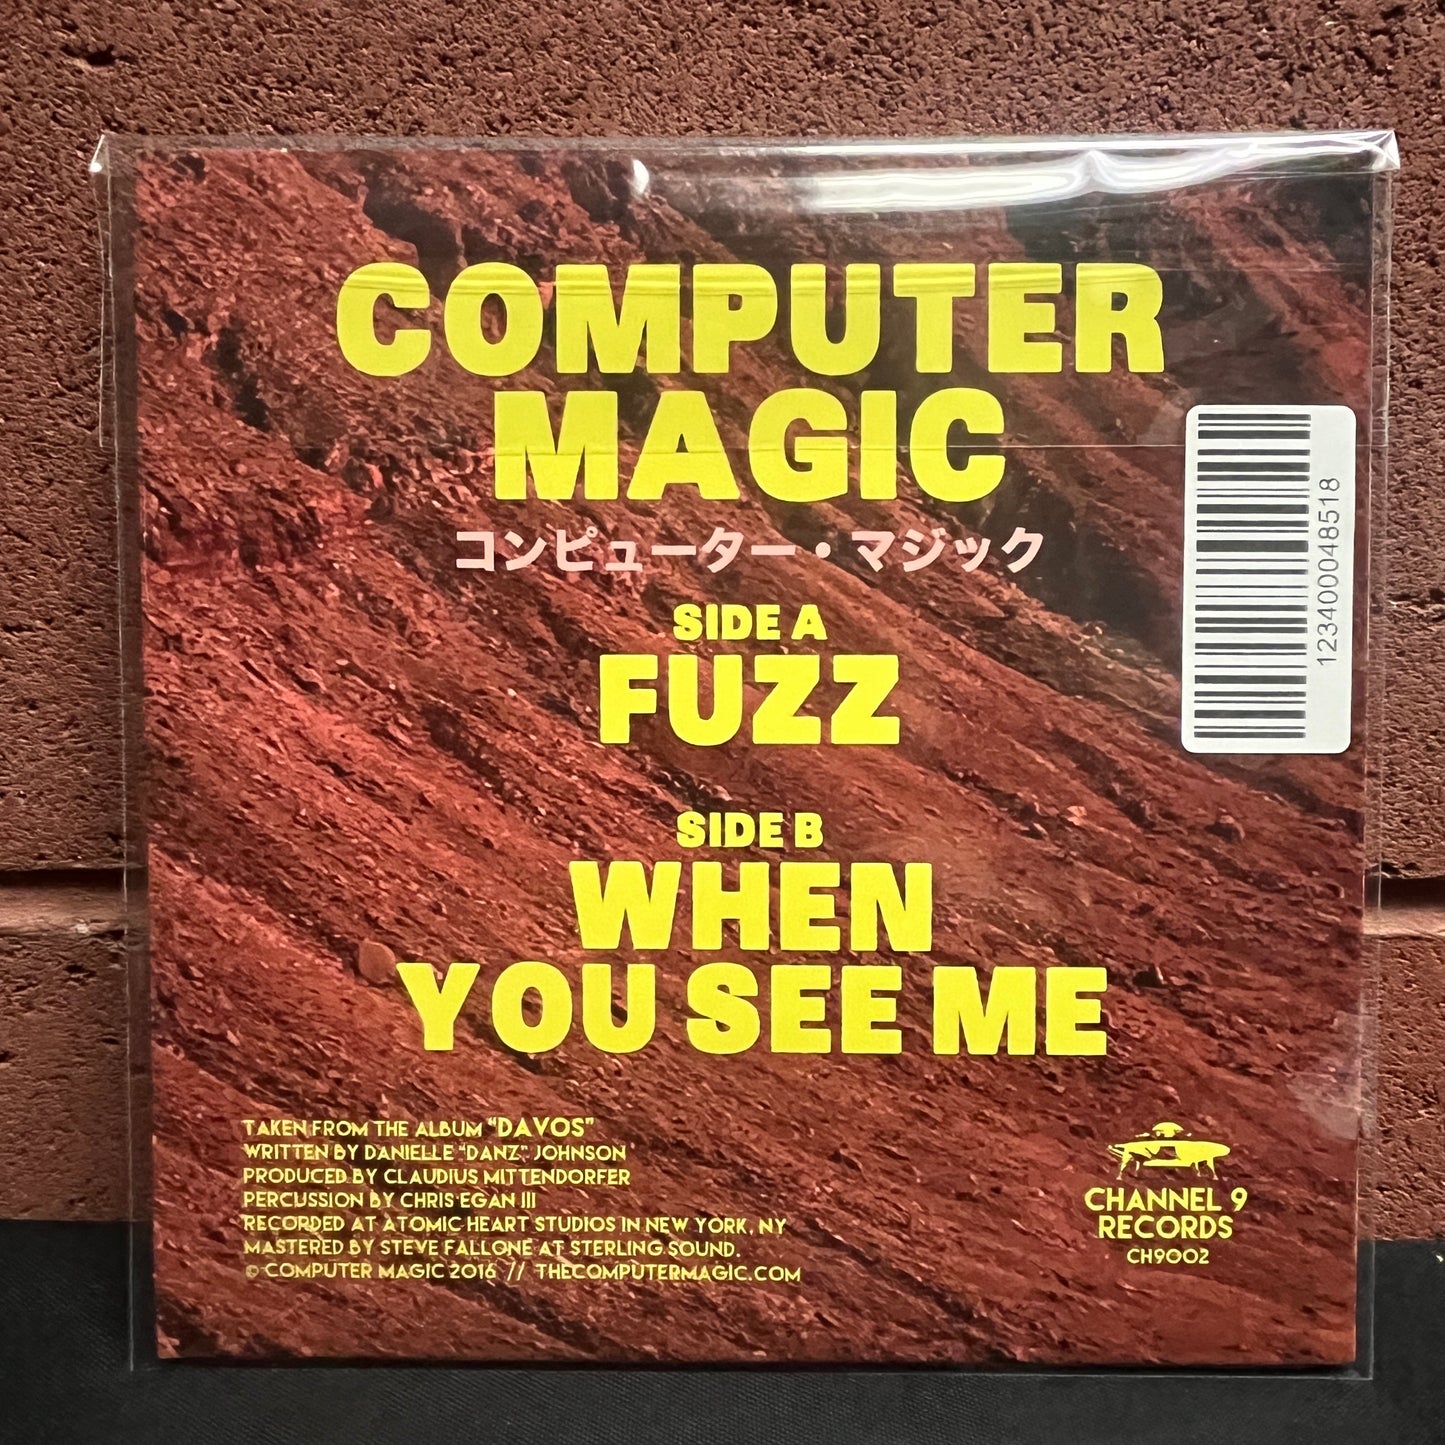 COMPUTER
MAGIC
コンピューター・マジック
SIDE A
FUZZ
SIDE B
WHEN
YOU SEE ME
TAKEN FROM THE ALBUM "DAVOS"
WRITTEN BY DANIELLE "DANZ" JOHNSON
PRODUCED BY CLAUDIUS MITTENDORFER
PERCUSSION BY CHRIS EGAN III
RECORDED AT ATOMIC HEART STUDIOS IN NEW YORK, NY
MASTERED BY STEVE FALLONE AT STERLING SOUND.
© COMPUTER MAGIC 2016 // THECOMPUTERMAGIC.COM
CHANNEL 9
RECORDS
CH9002
123400048518